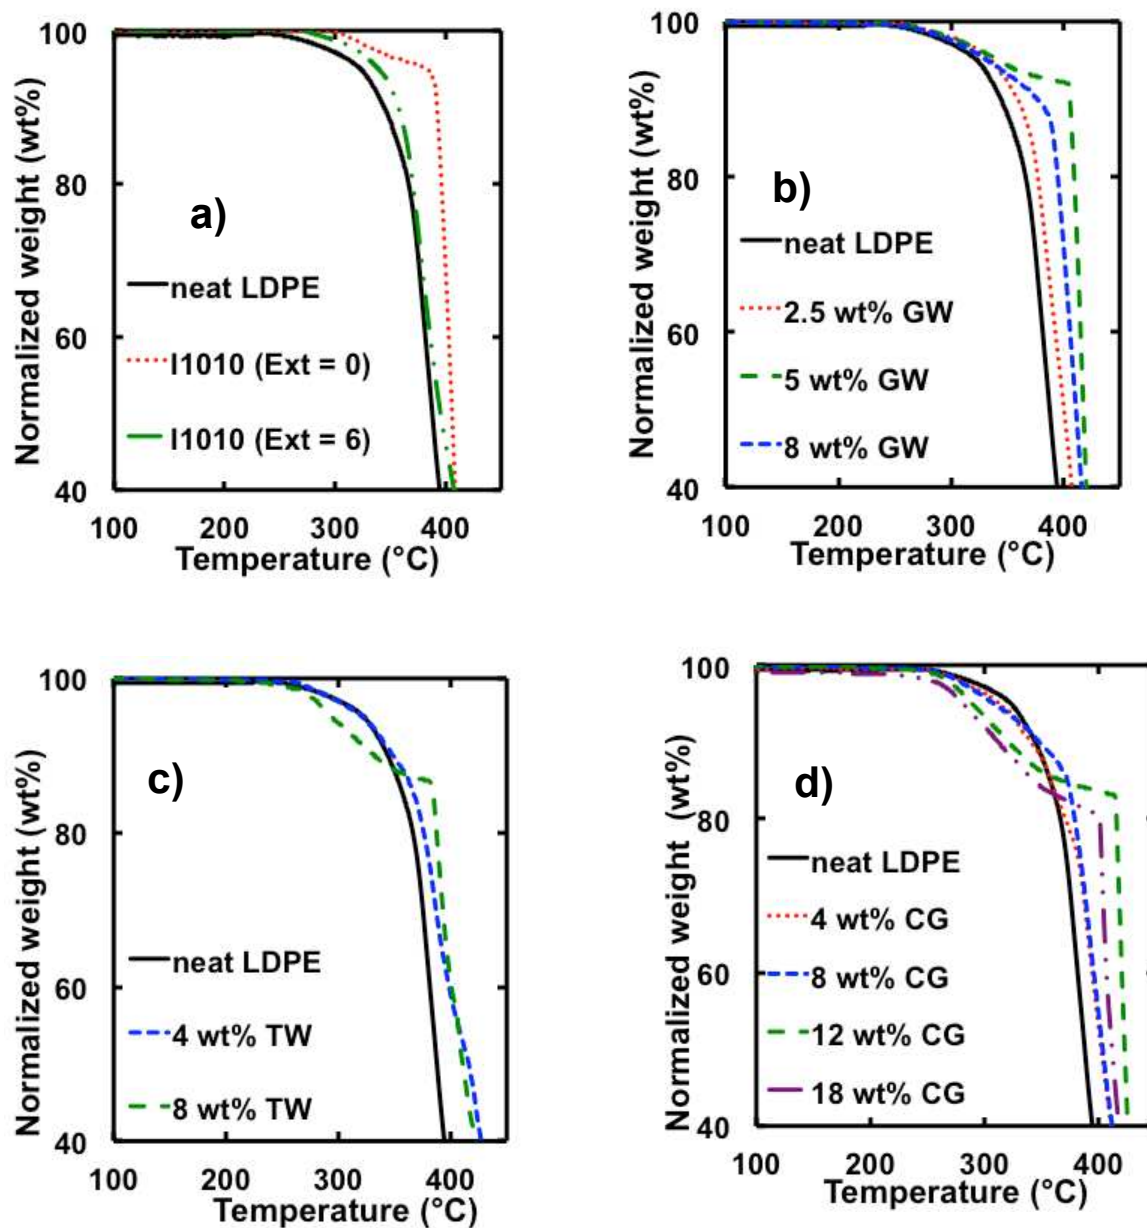 100
80
60
40
Normalized weight (wt%)
a)
neat LDPE
I1010 (Ext = 0)
I1010 (Ext = 6)
100 200 300 400
Temperature (°C)
100
80
60
40
Normalized weight (wt%)
b)
neat LDPE
2.5 wt% GW
5 wt% GW
8 wt% GW
100 200 300 400
Temperature (°C)
100
80
60
40
Normalized weight (wt%)
c)
neat LDPE
4 wt% TW
8 wt% TW
100 200 300 400
Temperature (°C)
100
80
60
40
Normalized weight (wt%)
d)
neat LDPE
4 wt% CG
8 wt% CG
12 wt% CG
18 wt% CG
100 200 300 400
Temperature (°C)